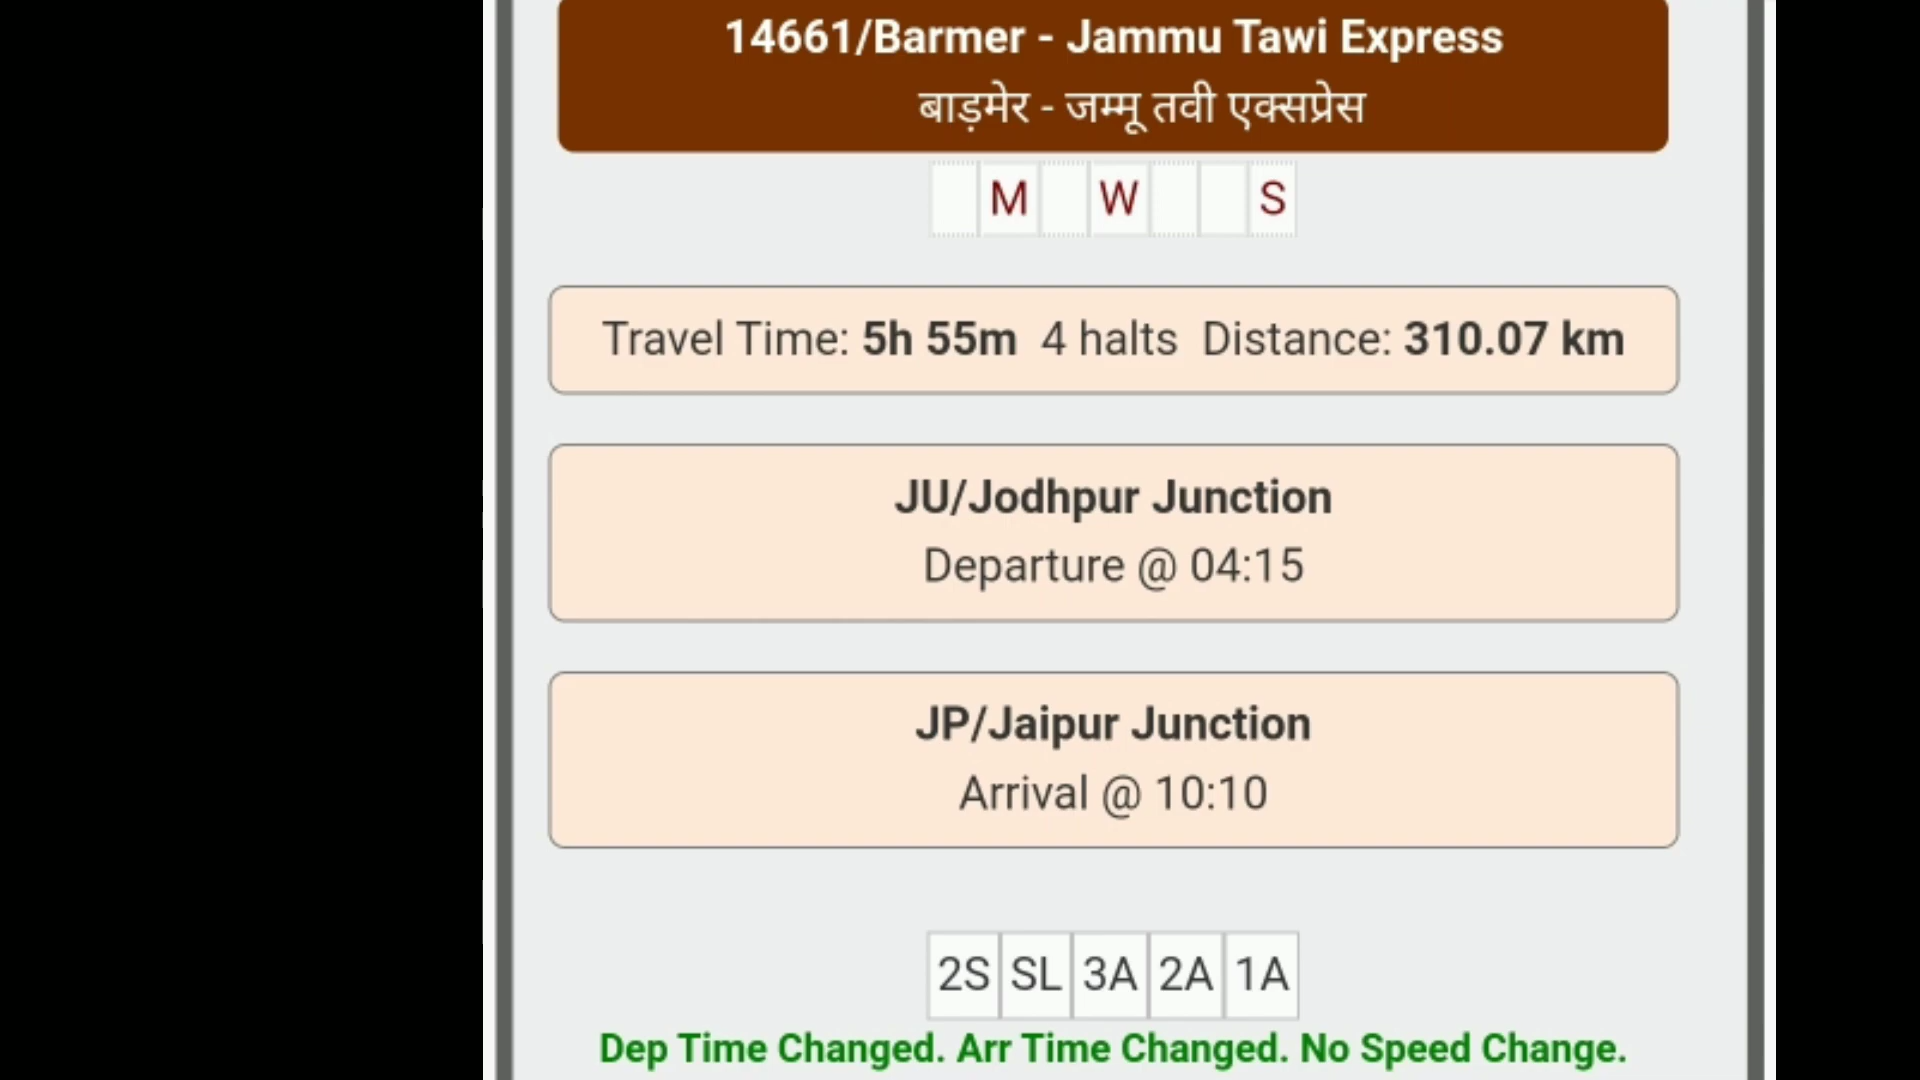 14661/Barmer - Jammu Tawi Express
बाड़मेर - जम्मू तवी एक्सप्रेस
M W S
Travel Time: 5h 55m 4 halts Distance: 310.07 km
JU/Jodhpur Junction
Departure @ 04:15
JP/Jaipur Junction
Arrival @ 10:10
2S SL 3A 2A 1A
Dep Time Changed. Arr Time Changed. No Speed Change.